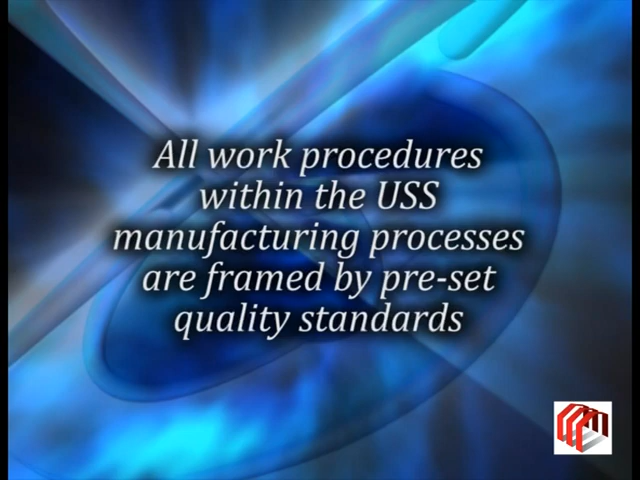 All work procedures
within the USS
manufacturing processes
are framed by pre-set
quality standards